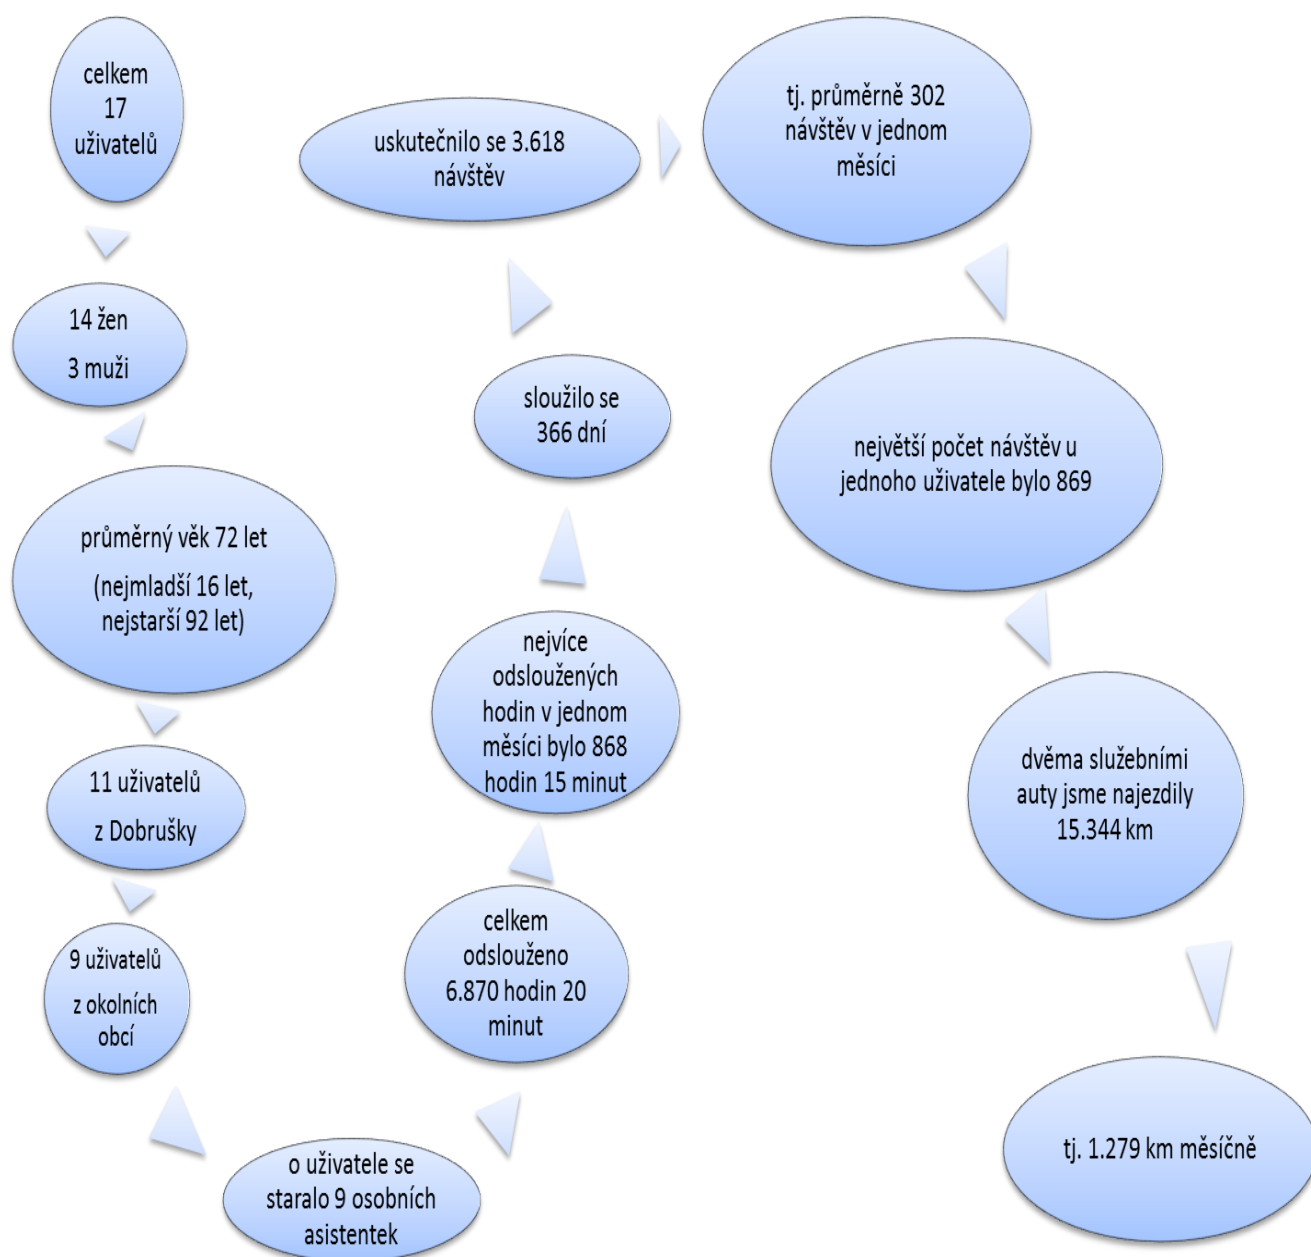 celkem
17
uživatelů
14 žen
3 muži
průměrný věk 72 let
(nejmladší 16 let,
nejstarší 92 let)
11 uživatelů
z Dobrušky
9 uživatelů
z okolních
obcí
o uživatele se
staralo 9 osobních
asistentek
celkem
odslouženo
6.870 hodin 20
minut
nejvíce
odsloužených
hodin v jednom
měsíci bylo 868
hodin 15 minut
sloužilo se
366 dní
uskutečnilo se 3.618
návštěv
tj. průměrně 302
návštěv v jednom
měsíci
největší počet návštěv u
jednoho uživatele bylo 869
dvěma služebními
auty jsme najezdily
15.344 km
tj. 1.279 km měsíčně